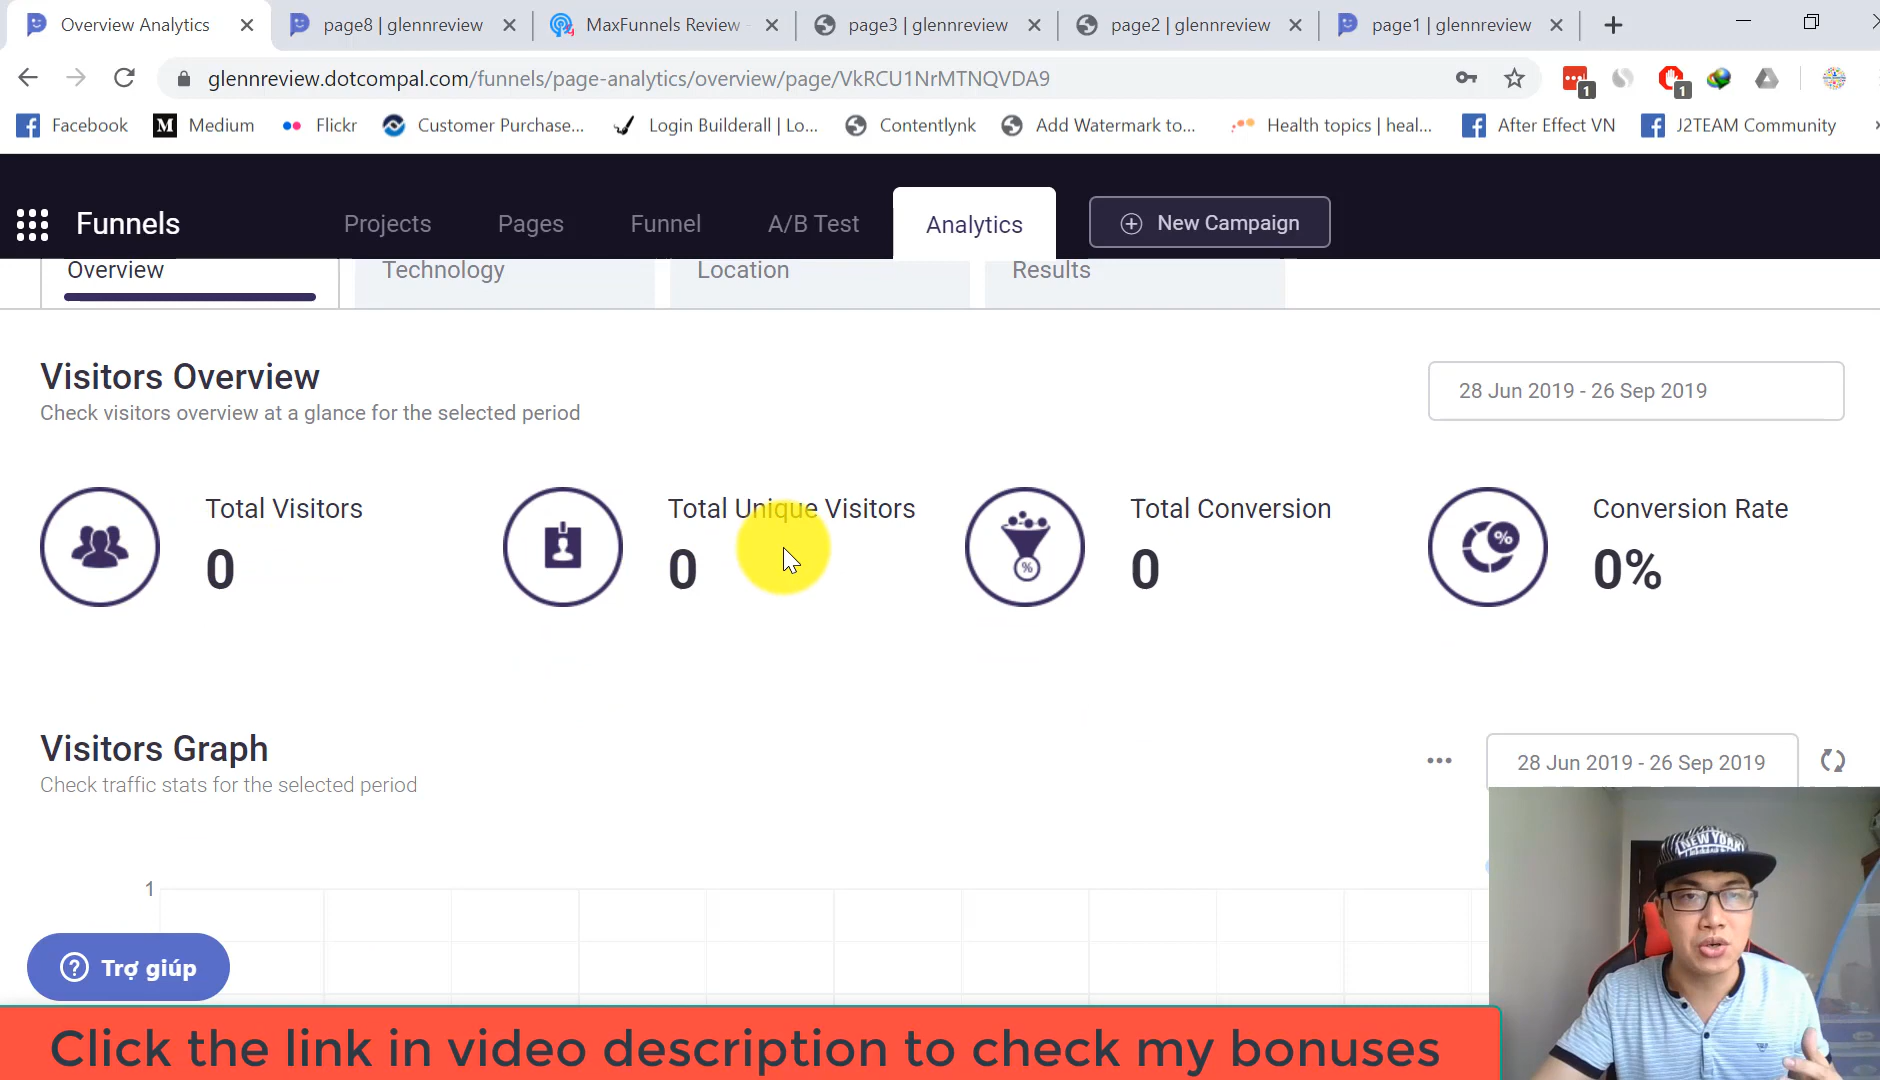 Overview Analytics
page8 | glennreview
MaxFunnels Review
page3 | glennreview
page2 | glennreview
page1 | glennreview
glennreview.dotcompal.com/funnels/page-analytics/overview/page/VkRCU1NrMTNQVDA9
1
1
Facebook
Medium
Flickr
Customer Purchase...
Login Builderall | Lo...
Contentlynk
Add Watermark to...
Health topics | heal...
After Effect VN
J2TEAM Community
Funnels
Projects
Pages
Funnel
A/B Test
Analytics
New Campaign
Overview
Technology
Location
Results
Visitors Overview
Check visitors overview at a glance for the selected period
28 Jun 2019 - 26 Sep 2019
Total Visitors
0
Total Unique Visitors
0
Total Conversion
0
Conversion Rate
0%
Visitors Graph
Check traffic stats for the selected period
28 Jun 2019 - 26 Sep 2019
1
NEW YORK
Trợ giúp
Click the link in video description to check my bonuses